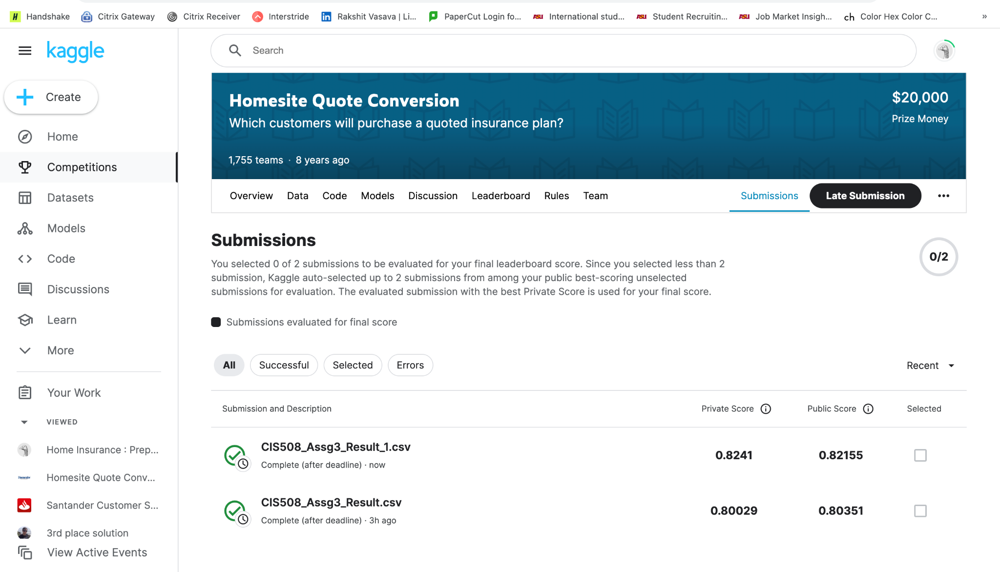 H Handshake Citrix Gateway Citrix Receiver Interstride in Rakshit Vasava | Li... PaperCut Login fo... ASU International stud... ASU Student Recruitin... ASU Job Market Insigh... ch Color Hex Color C... »
kaggle
Search
Create
Home
Competitions
Datasets
Models
Code
Discussions
Learn
More
Your Work
VIEWED
Home Insurance : Prep...
Homesite Homesite Quote Conv...
Santander Customer S...
3rd place solution
View Active Events
Homesite Quote Conversion
$20,000
Which customers will purchase a quoted insurance plan?
Prize Money
1,755 teams · 8 years ago
Overview Data Code Models Discussion Leaderboard Rules Team Submissions Late Submission
Submissions
0/2
You selected 0 of 2 submissions to be evaluated for your final leaderboard score. Since you selected less than 2
submission, Kaggle auto-selected up to 2 submissions from among your public best-scoring unselected
submissions for evaluation. The evaluated submission with the best Private Score is used for your final score.
Submissions evaluated for final score
All Successful Selected Errors Recent
Submission and Description Private Score Public Score Selected
CIS508_Assg3_Result_1.csv 0.8241 0.82155
Complete (after deadline) · now
CIS508_Assg3_Result.csv 0.80029 0.80351
Complete (after deadline) · 3h ago